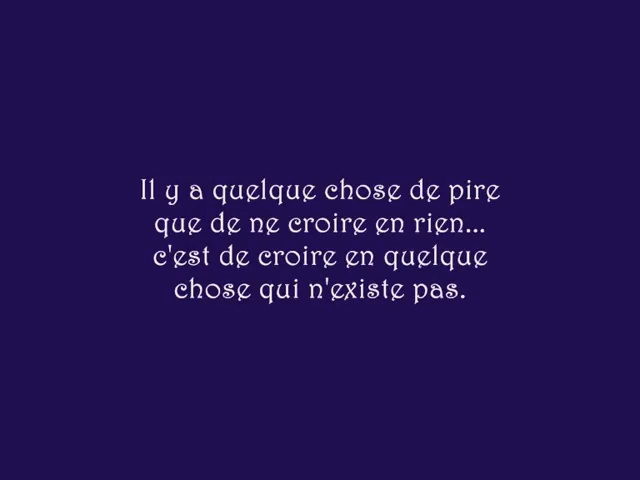 Il y a quelque chose de pire
que de ne croire en rien...
c'est de croire en quelque
chose qui n'existe pas.